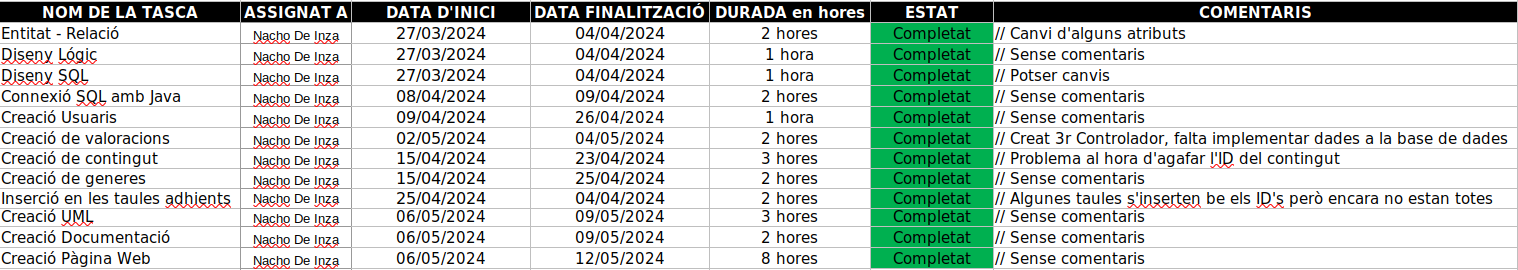 NOM DE LA TASCA ASSIGNAT A DATA D'INICI DATA FINALITZACIÓ DURADA en hores ESTAT COMENTARIS
Entitat - Relació Nacho De Inza 27/03/2024 04/04/2024 2 hores Completat // Canvi d'alguns atributs
Diseny Lógic Nacho De Inza 27/03/2024 04/04/2024 1 hora Completat // Sense comentaris
Diseny SQL Nacho De Inza 27/03/2024 04/04/2024 1 hora Completat // Potser canvis
Connexió SQL amb Java Nacho De Inza 08/04/2024 09/04/2024 2 hores Completat // Sense comentaris
Creació Usuaris Nacho De Inza 09/04/2024 26/04/2024 1 hora Completat // Sense comentaris
Creació de valoracions Nacho De Inza 02/05/2024 04/05/2024 2 hores Completat // Creat 3r Controlador, falta implementar dades a la base de dades
Creació de contingut Nacho De Inza 15/04/2024 23/04/2024 3 hores Completat // Problema al hora d'agafar l'ID del contingut
Creació de generes Nacho De Inza 15/04/2024 25/04/2024 2 hores Completat // Sense comentaris
Inserció en les taules adhients Nacho De Inza 25/04/2024 04/04/2024 2 hores Completat // Algunes taules s'inserten be els ID's però encara no estan totes
Creació UML Nacho De Inza 06/05/2024 09/05/2024 3 hores Completat // Sense comentaris
Creació Documentació Nacho De Inza 06/05/2024 09/05/2024 2 hores Completat // Sense comentaris
Creació Pàgina Web Nacho De Inza 06/05/2024 12/05/2024 8 hores Completat // Sense comentaris